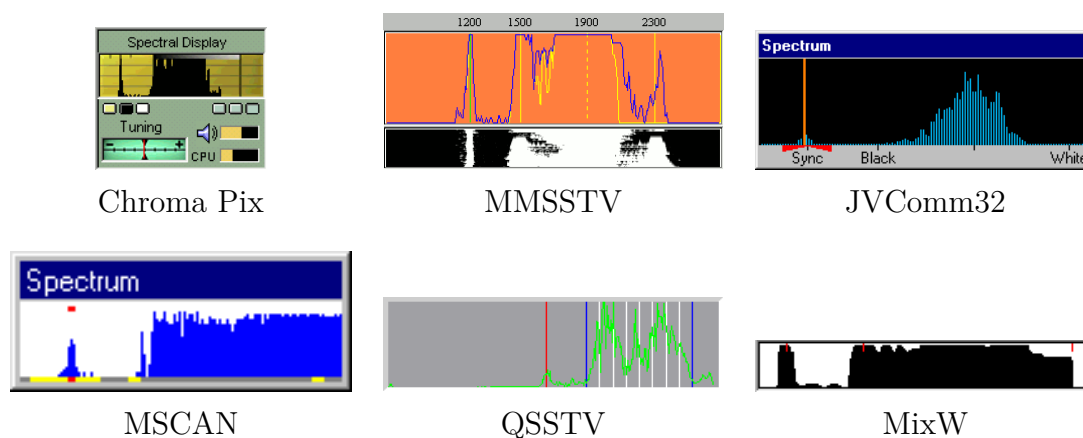 Spectral Display
Tuning
- +
CPU
Chroma Pix
1200 1500 1900 2300
MMSSTV
Spectrum
Sync Black White
JVComm32
Spectrum
MSCAN
QSSTV
MixW